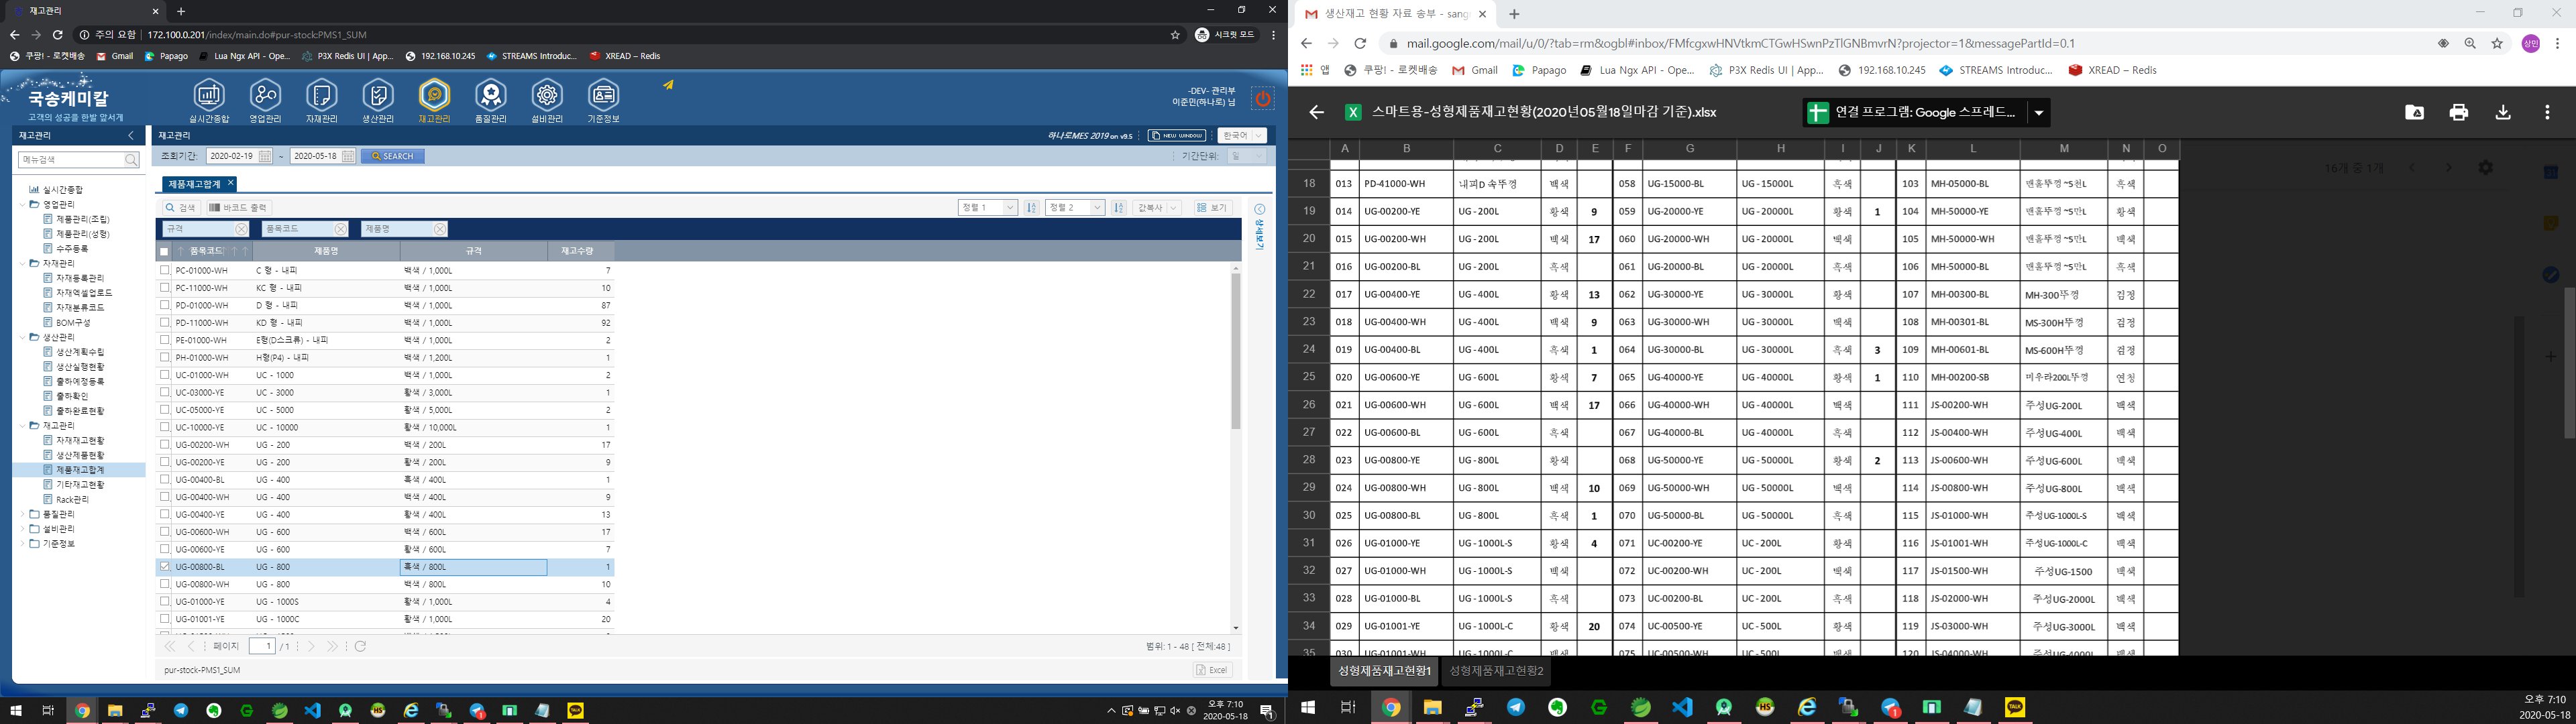 재고관리
주의 요함 | 172.100.0.201/index/main.do#pur-stock:PMS1_SUM
시크릿 모드
쿠팡! - 로켓배송 Gmail Papago Lua Ngx API - Ope... P3X Redis UI | App... 192.168.10.245 STREAMS Introduc... XREAD – Redis
국송케미칼
고객의 성공을 한발 앞서게
실시간종합 영업관리 자재관리 생산관리 재고관리 품질관리 설비관리 기준정보
-DEV- 관리부
이준민(하나로) 님
재고관리
재고관리
하나로MES 2019 on v9.5 NEW WINDOW 한국어
메뉴검색
조회기간: 2020-02-19 ~ 2020-05-18 SEARCH
기간단위: 일
실시간종합
영업관리
제품관리(조립)
제품관리(성형)
수주등록
자재관리
자재등록관리
자재엑셀업로드
자재분류코드
BOM구성
생산관리
생산계획수립
생산실행현황
출하예정등록
출하확인
출하완료현황
재고관리
자재재고현황
생산제품현황
제품재고합계
기타재고현황
Rack관리
품질관리
설비관리
기준정보
제품재고합계
검색 바코드 출력
정렬 1 정렬 2 값복사 보기
상세보기
규격 품목코드 제품명
품목코드 제품명 규격 재고수량
PC-01000-WH C 형 - 내피 백색 / 1,000L 7
PC-11000-WH KC 형 - 내피 백색 / 1,000L 10
PD-01000-WH D 형 - 내피 백색 / 1,000L 87
PD-11000-WH KD 형 - 내피 백색 / 1,000L 92
PE-01000-WH E형(D스크류) - 내피 백색 / 1,000L 2
PH-01000-WH H형(P4) - 내피 백색 / 1,200L 1
UC-01000-WH UC - 1000 백색 / 1,000L 2
UC-03000-YE UC - 3000 황색 / 3,000L 1
UC-05000-YE UC - 5000 황색 / 5,000L 2
UC-10000-YE UC - 10000 황색 / 10,000L 1
UG-00200-WH UG - 200 백색 / 200L 17
UG-00200-YE UG - 200 황색 / 200L 9
UG-00400-BL UG - 400 흑색 / 400L 1
UG-00400-WH UG - 400 백색 / 400L 9
UG-00400-YE UG - 400 황색 / 400L 13
UG-00600-WH UG - 600 백색 / 600L 17
UG-00600-YE UG - 600 황색 / 600L 7
UG-00800-BL UG - 800 흑색 / 800L 1
UG-00800-WH UG - 800 백색 / 800L 10
UG-01000-YE UG - 1000S 황색 / 1,000L 4
UG-01001-YE UG - 1000C 황색 / 1,000L 20
페이지 1 / 1
범위: 1 - 48 [ 전체:48 ]
pur-stock-PMS1_SUM
Excel
오후 7:10
2020-05-18
생산재고 현황 자료 송부 - sang
mail.google.com/mail/u/0/?tab=rm&ogbl#inbox/FMfcgxwHNVtkmCTGwHSwnPzTlGNBmvrN?projector=1&messagePartId=0.1
상민
앱 쿠팡! - 로켓배송 Gmail Papago Lua Ngx API - Ope... P3X Redis UI | App... 192.168.10.245 STREAMS Introduc... XREAD – Redis
스마트용-성형제품재고현황(2020년05월18일마감 기준).xlsx
연결 프로그램: Google 스프레드...
16개 중 1개
A B C D E F G H I J K L M N O
18 013 PD-41000-WH 내피D 속뚜껑 백색 058 UG-15000-BL UG - 15000L 흑색 103 MH-05000-BL 맨홀뚜껑 ~5천L 흑색
19 014 UG-00200-YE UG - 200L 황색 9 059 UG-20000-YE UG - 20000L 황색 1 104 MH-50000-YE 맨홀뚜껑 ~5만L 황색
20 015 UG-00200-WH UG - 200L 백색 17 060 UG-20000-WH UG - 20000L 백색 105 MH-50000-WH 맨홀뚜껑 ~5만L 백색
21 016 UG-00200-BL UG - 200L 흑색 061 UG-20000-BL UG - 20000L 흑색 106 MH-50000-BL 맨홀뚜껑 ~5만L 흑색
22 017 UG-00400-YE UG - 400L 황색 13 062 UG-30000-YE UG - 30000L 황색 107 MH-00300-BL MH-300뚜껑 검정
23 018 UG-00400-WH UG - 400L 백색 9 063 UG-30000-WH UG - 30000L 백색 108 MH-00301-BL MS-300H뚜껑 검정
24 019 UG-00400-BL UG - 400L 흑색 1 064 UG-30000-BL UG - 30000L 흑색 3 109 MH-00601-BL MS-600H뚜껑 검정
25 020 UG-00600-YE UG - 600L 황색 7 065 UG-40000-YE UG - 40000L 황색 1 110 MH-00200-SB 미우라200L뚜껑 연청
26 021 UG-00600-WH UG - 600L 백색 17 066 UG-40000-WH UG - 40000L 백색 111 JS-00200-WH 주성UG-200L 백색
27 022 UG-00600-BL UG - 600L 흑색 067 UG-40000-BL UG - 40000L 흑색 112 JS-00400-WH 주성UG-400L 백색
28 023 UG-00800-YE UG - 800L 황색 068 UG-50000-YE UG - 50000L 황색 2 113 JS-00600-WH 주성UG-600L 백색
29 024 UG-00800-WH UG - 800L 백색 10 069 UG-50000-WH UG - 50000L 백색 114 JS-00800-WH 주성UG-800L 백색
30 025 UG-00800-BL UG - 800L 흑색 1 070 UG-50000-BL UG - 50000L 흑색 115 JS-01000-WH 주성UG-1000L-S 백색
31 026 UG-01000-YE UG - 1000L-S 황색 4 071 UC-00200-YE UC - 200L 황색 116 JS-01001-WH 주성UG-1000L-C 백색
32 027 UG-01000-WH UG - 1000L-S 백색 072 UC-00200-WH UC - 200L 백색 117 JS-01500-WH 주성UG-1500 백색
33 028 UG-01000-BL UG - 1000L-S 흑색 073 UC-00200-BL UC - 200L 흑색 118 JS-02000-WH 주성UG-2000L 백색
34 029 UG-01001-YE UG - 1000L-C 황색 20 074 UC-00500-YE UC - 500L 황색 119 JS-03000-WH 주성UG-3000L 백색
35 030 UG-01001-WH UG - 1000L-C 백색 075 UC-00500-WH UC - 500L 백색 120 JS-04000-WH 주성UG-4000L 백색
성형제품재고현황1 성형제품재고현황2
오후 7:10
2020-05-18